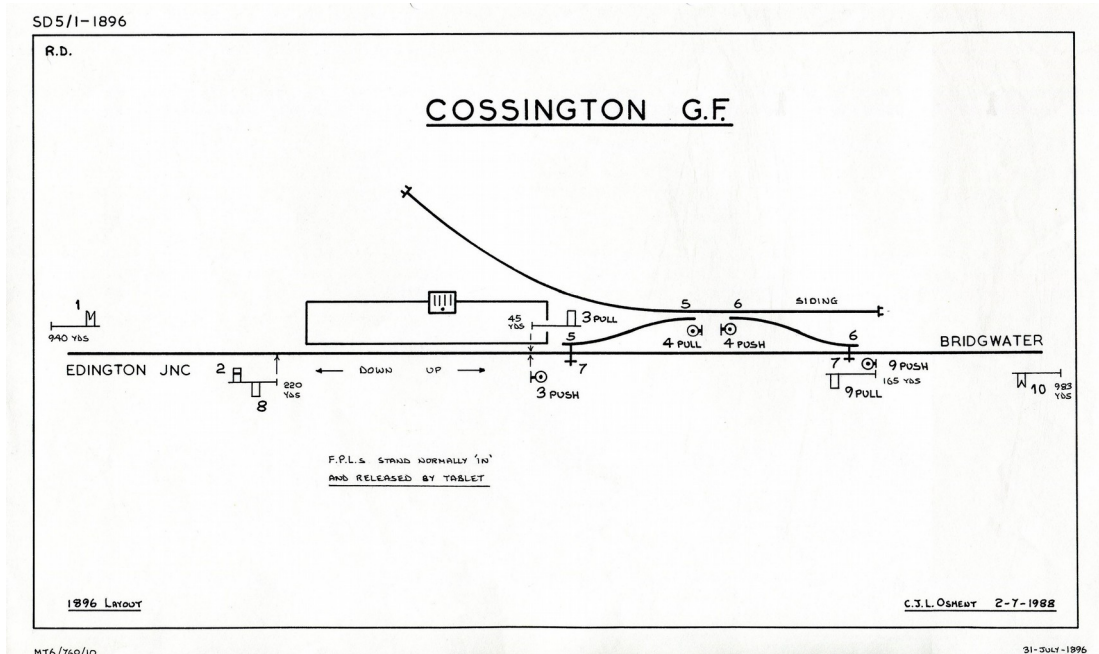 SD5/1-1896
R.D.
COSSINGTON G.F.
1
940 YDS
45 YDS
3 PULL
5
5
6
SIDING
4 PULL
4 PUSH
6
BRIDGWATER
EDINGTON JNC
2
8
220 YDS
← DOWN UP →
3 PUSH
7
7
9 PUSH
165 YDS
9 PULL
10
983 YDS
F.P.L.S STAND NORMALLY 'IN'
AND RELEASED BY TABLET
1896 LAYOUT
C.J.L. OSMENT 2-7-1988
MT6/760/10
31-JULY-1896